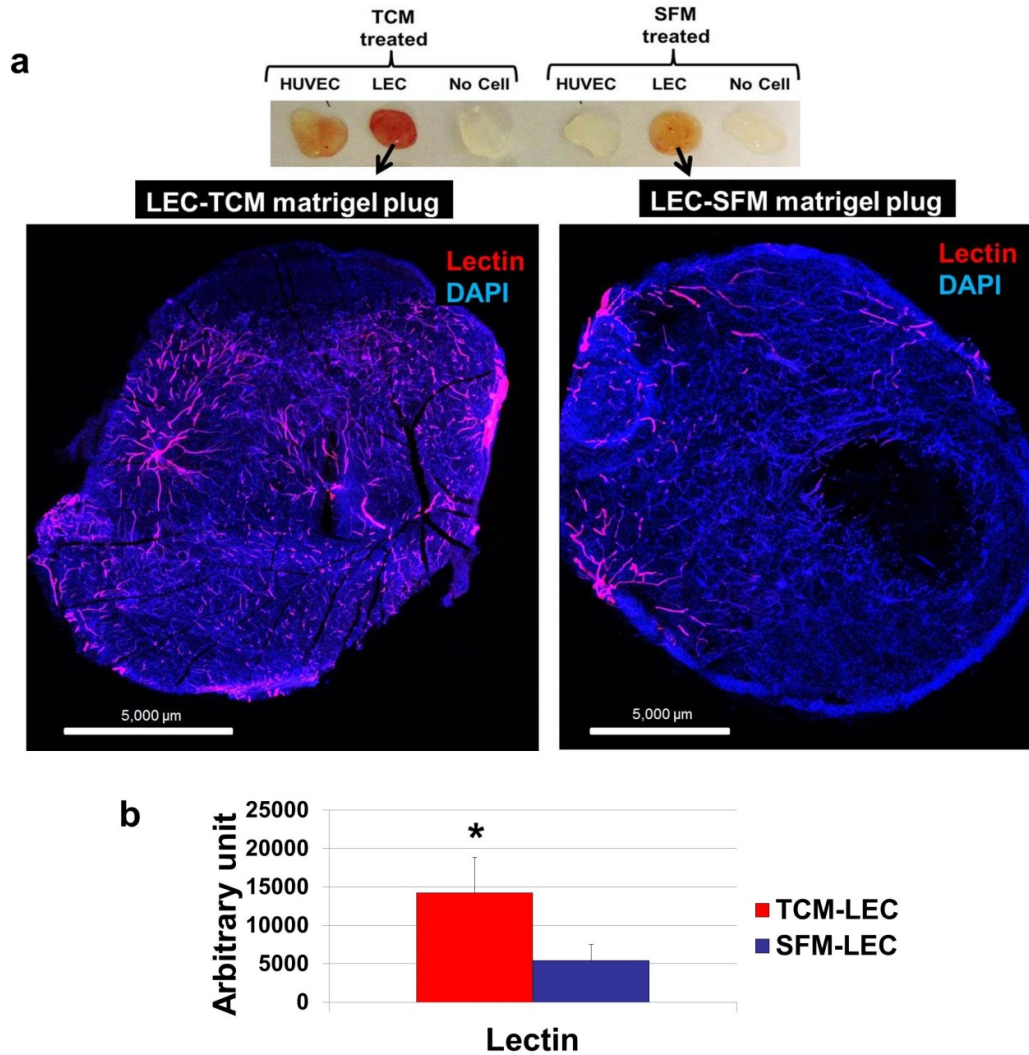 a
TCM
treated
SFM
treated
HUVEC LEC No Cell HUVEC LEC No Cell
LEC-TCM matrigel plug LEC-SFM matrigel plug
Lectin
DAPI
5,000 µm
Lectin
DAPI
5,000 µm
b
Arbitrary unit
25000
20000
15000
10000
5000
0
*
Lectin
TCM-LEC
SFM-LEC